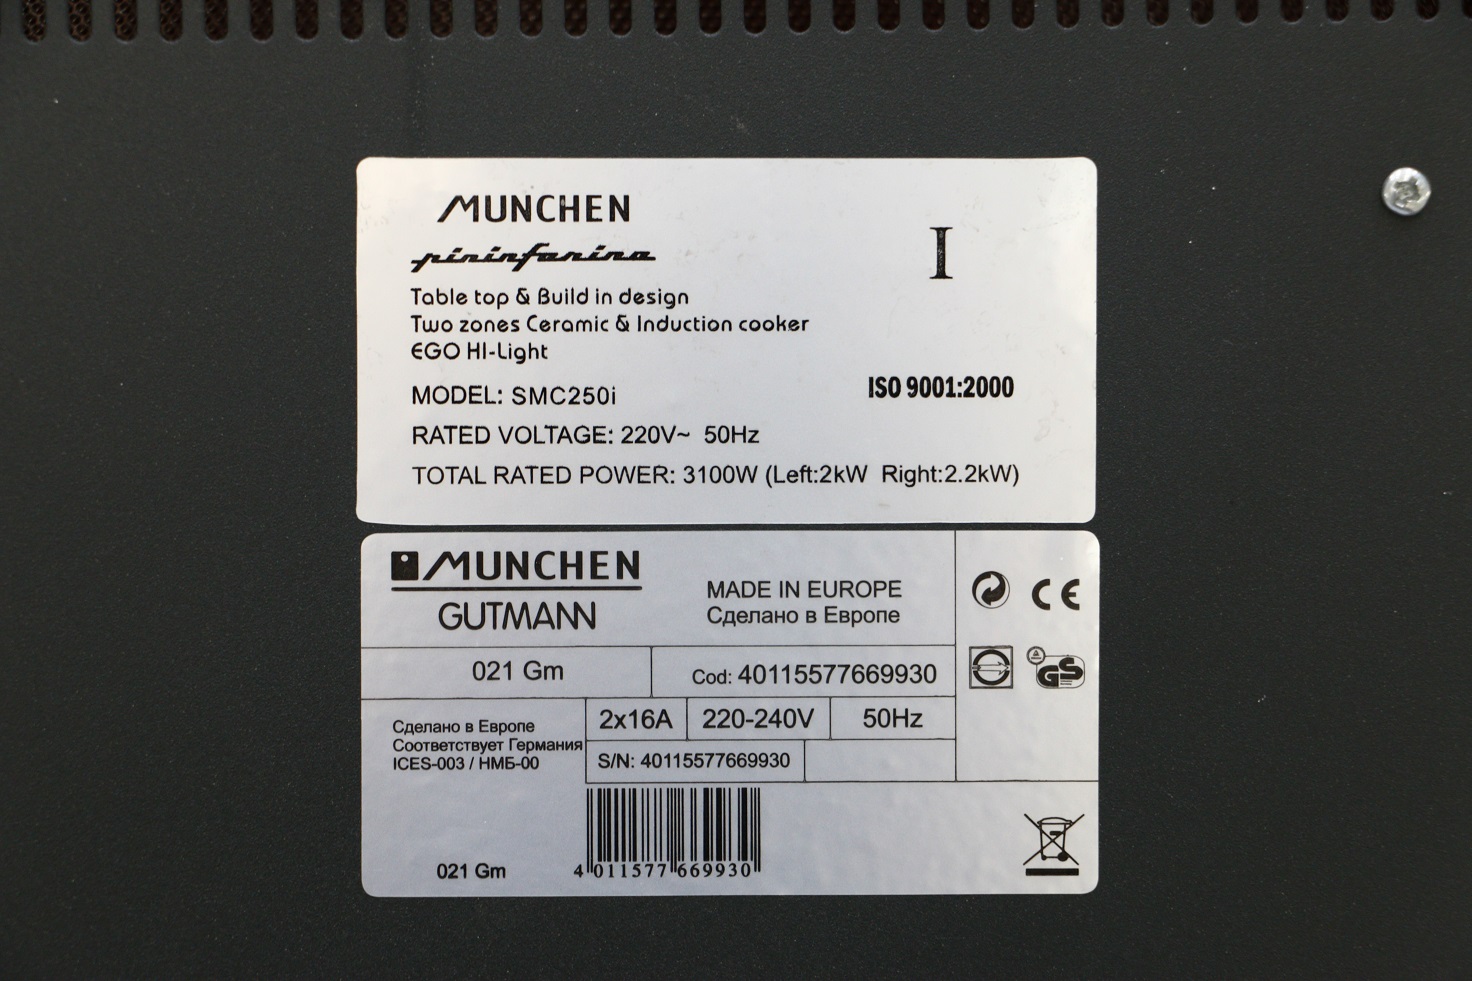 MUNCHEN
pininfarina
I
Table top & Build in design
Two zones Ceramic & Induction cooker
EGO HI-Light
MODEL: SMC250i
ISO 9001:2000
RATED VOLTAGE: 220V~ 50Hz
TOTAL RATED POWER: 3100W (Left:2kW Right:2.2kW)
MUNCHEN
GUTMANN
MADE IN EUROPE
Сделано в Европе
CE
021 Gm
Cod: 40115577669930
GS
2x16A 220-240V 50Hz
Сделано в Европе
Соответствует Германия
ICES-003 / НМБ-00
S/N: 40115577669930
4 011577 669930
021 Gm